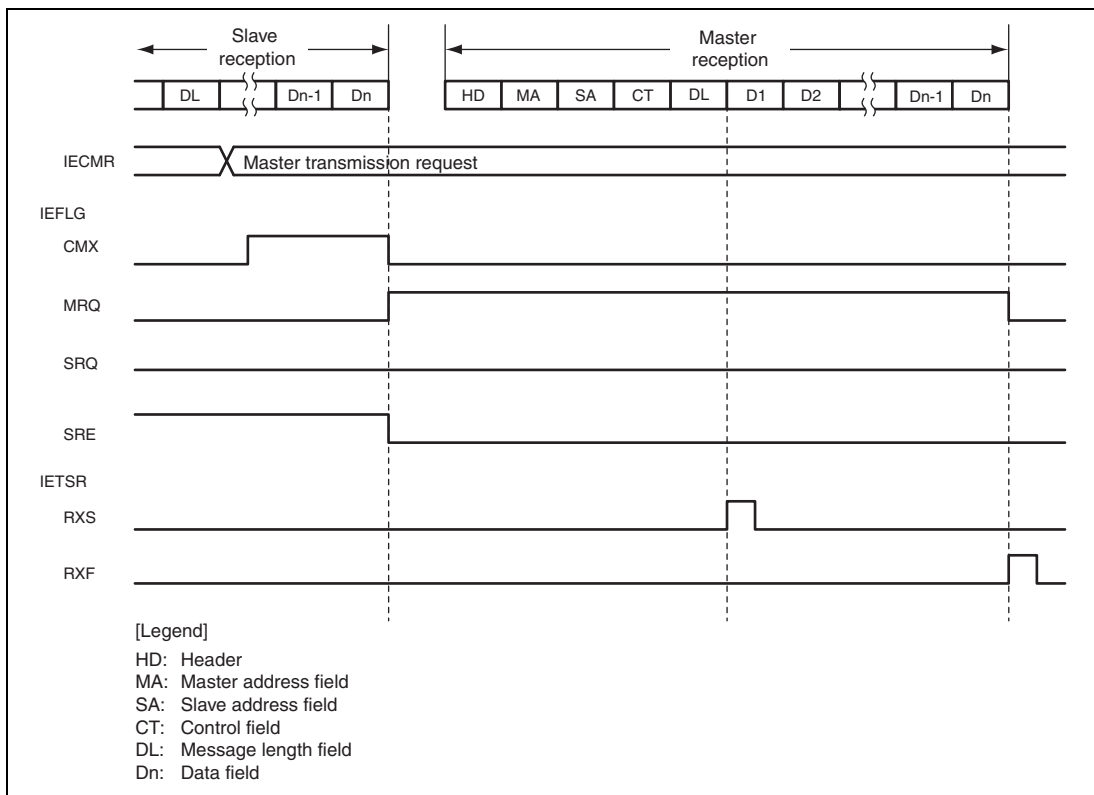 Slave
reception
Master
reception
DL Dn-1 Dn HD MA SA CT DL D1 D2 Dn-1 Dn
IECMR Master transmission request
IEFLG
CMX
MRQ
SRQ
SRE
IETSR
RXS
RXF
[Legend]
HD: Header
MA: Master address field
SA: Slave address field
CT: Control field
DL: Message length field
Dn: Data field